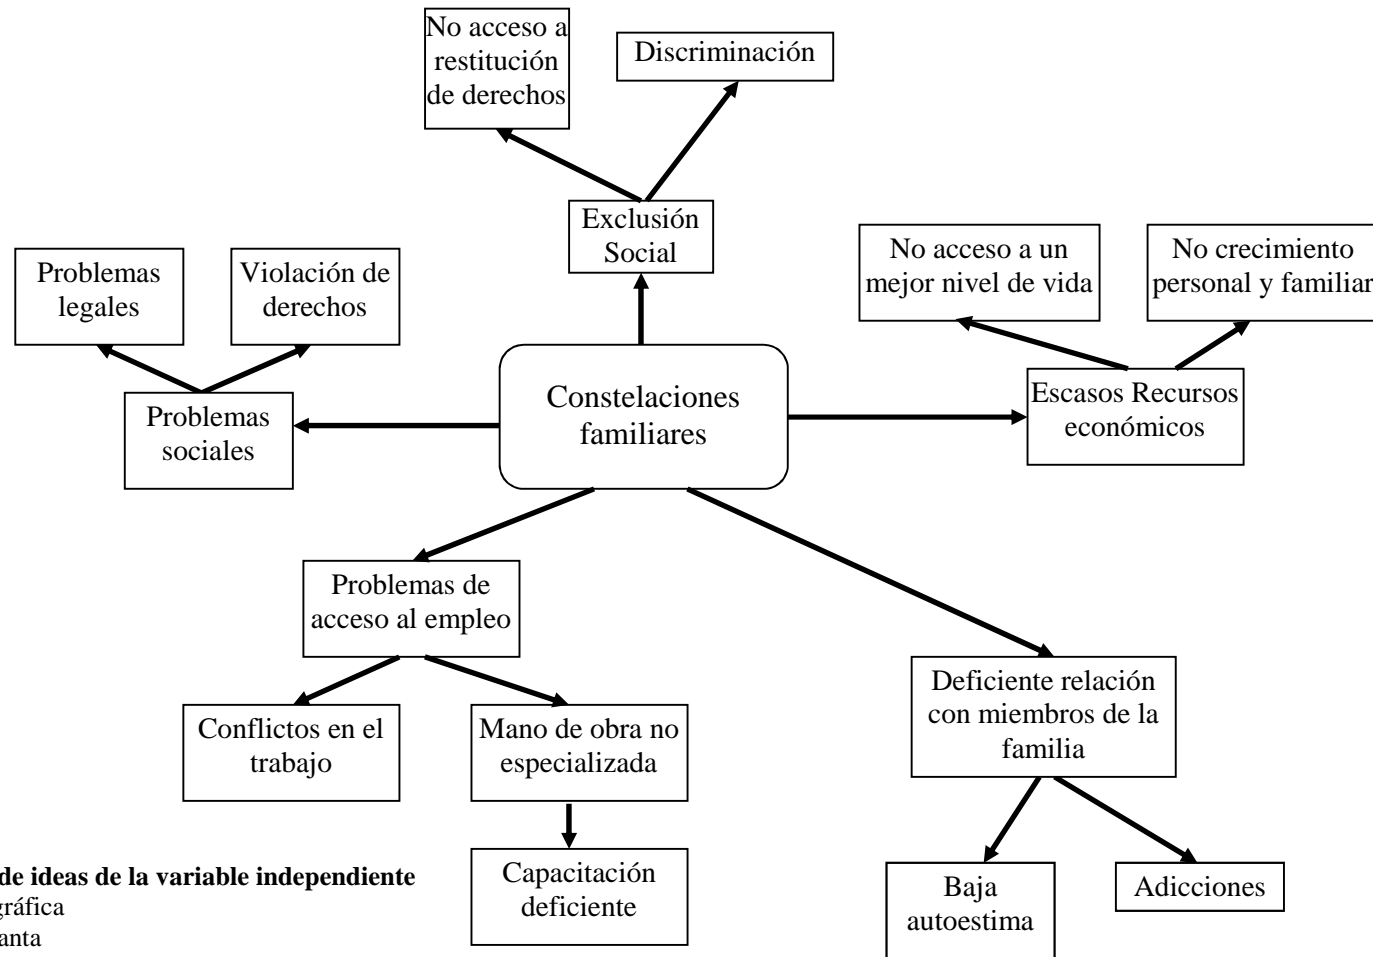 No acceso a
restitución
de derechos
Discriminación
Exclusión
Social
No acceso a un
mejor nivel de vida
No crecimiento
personal y familiar
Problemas
legales
Violación de
derechos
Escasos Recursos
económicos
Problemas
sociales
Constelaciones
familiares
Problemas de
acceso al empleo
Deficiente relación
con miembros de la
familia
Conflictos en el
trabajo
Mano de obra no
especializada
Capacitación
deficiente
Baja
autoestima
Adicciones
de ideas de la variable independiente
gráfica
anta